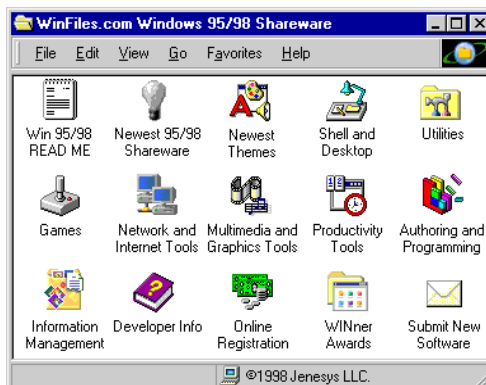 WinFiles.com Windows 95/98 Shareware
File Edit View Go Favorites Help
Win 95/98 READ ME
Newest 95/98 Shareware
Newest Themes
Shell and Desktop
Utilities
Games
Network and Internet Tools
Multimedia and Graphics Tools
Productivity Tools
Authoring and Programming
Information Management
Developer Info
Online Registration
WINner Awards
Submit New Software
©1998 Jenesys LLC.